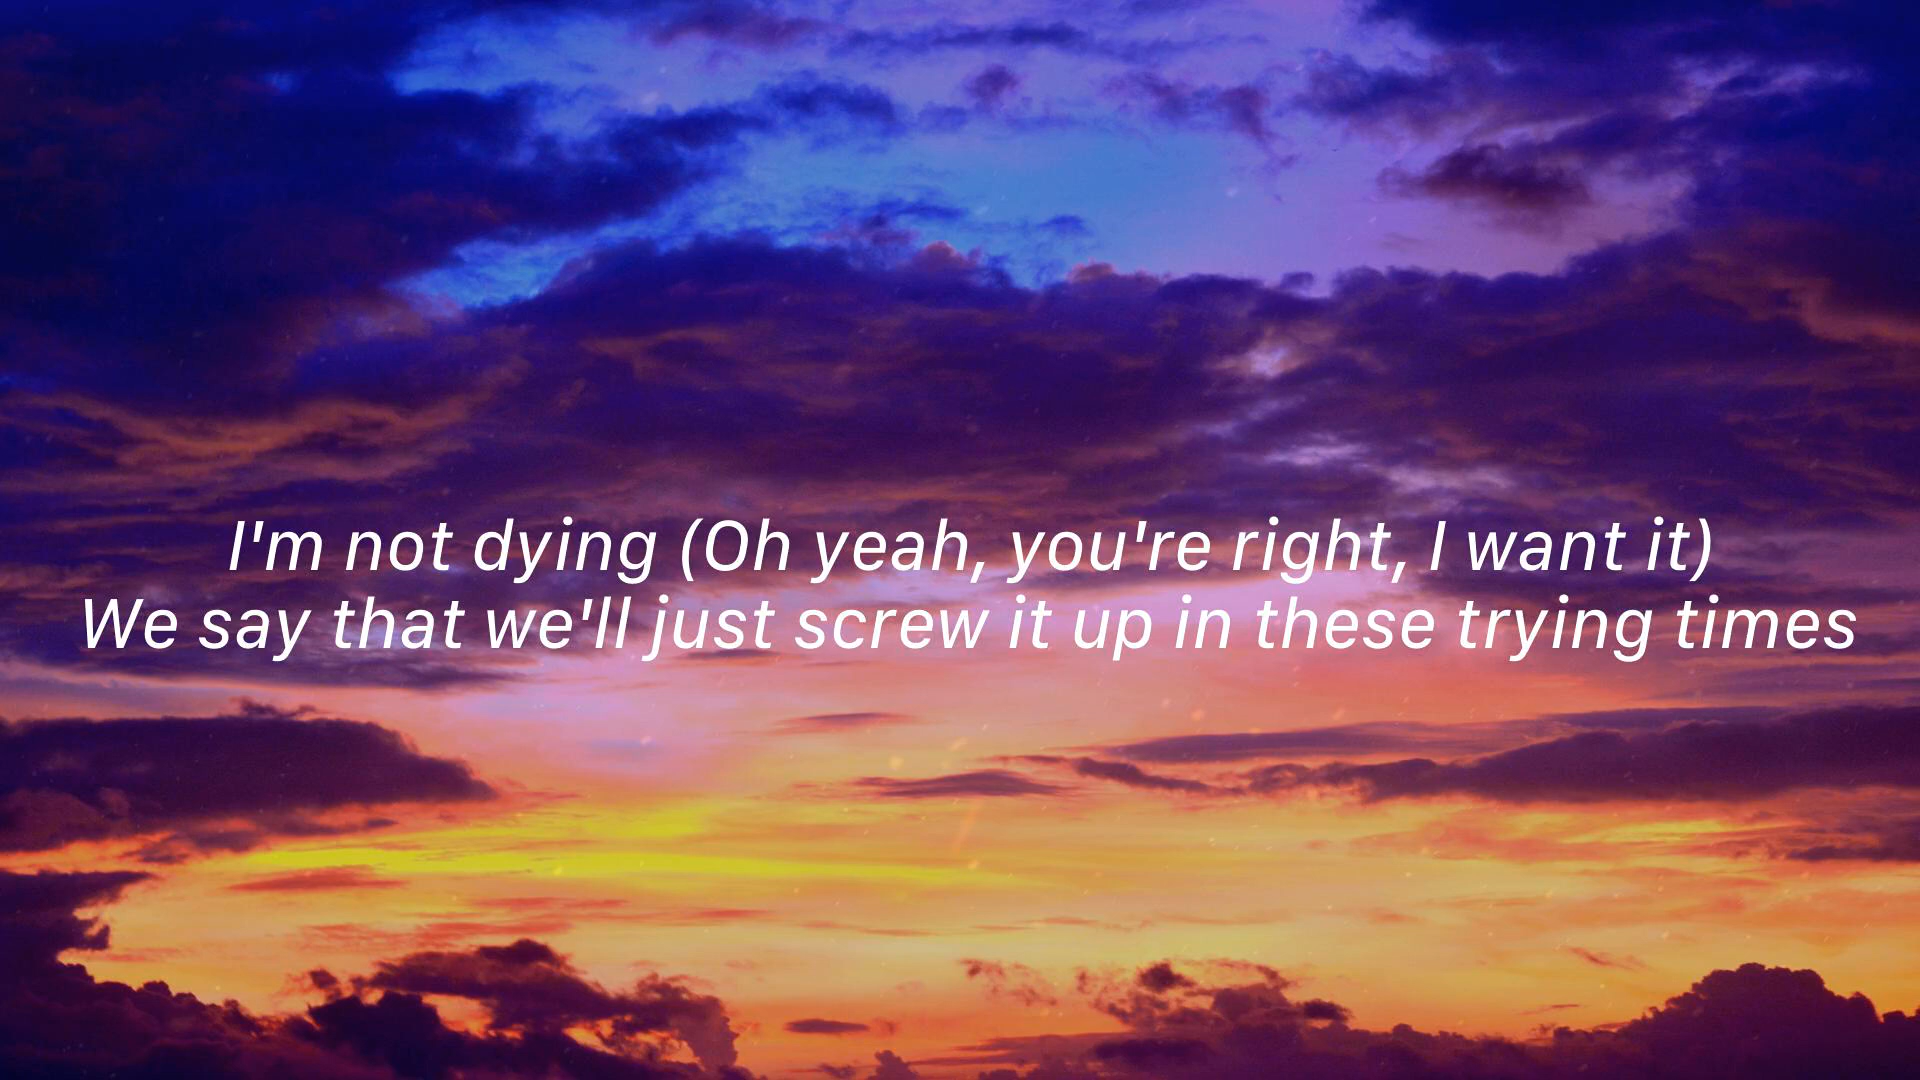 I'm not dying (Oh yeah, you're right, I want it)
We say that we'll just screw it up in these trying times